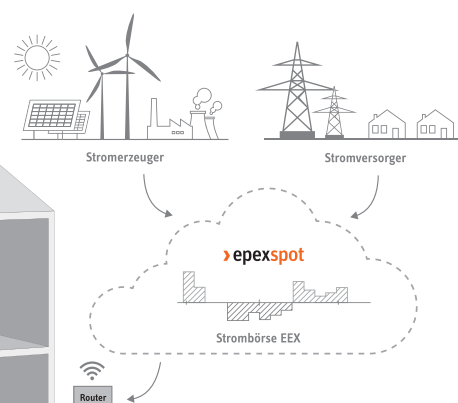 Stromerzeuger
Stromversorger
epexspot
Strombörse EEX
Router